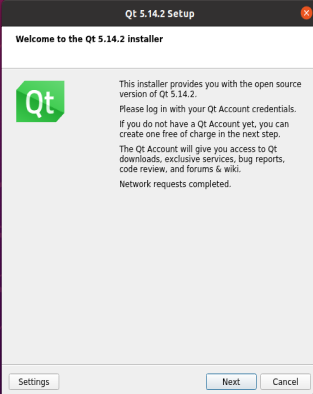 Qt 5.14.2 Setup
Welcome to the Qt 5.14.2 installer
Qt
This installer provides you with the open source
version of Qt 5.14.2.
Please log in with your Qt Account credentials.
If you do not have a Qt Account yet, you can
create one free of charge in the next step.
The Qt Account will give you access to Qt
downloads, exclusive services, bug reports,
code review, and forums & wiki.
Network requests completed.
Settings
Next
Cancel